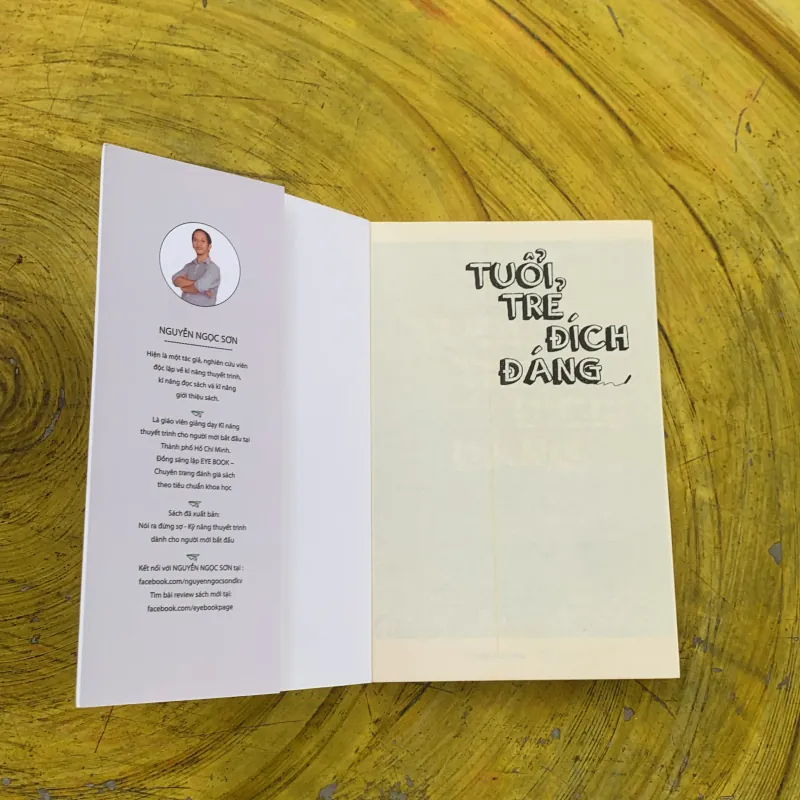 NGUYỄN NGỌC SƠN
Hiện là một tác giả, nghiên cứu viên
độc lập về kĩ năng thuyết trình,
kĩ năng đọc sách và kĩ năng
giới thiệu sách.
Là giáo viên giảng dạy Kĩ năng
thuyết trình cho người mới bắt đầu tại
Thành phố Hồ Chí Minh.
Đồng sáng lập EYE BOOK –
Chuyên trang đánh giá sách
theo tiêu chuẩn khoa học
Sách đã xuất bản:
Nói ra đừng sợ - Kỹ năng thuyết trình
dành cho người mới bắt đầu
Kết nối với NGUYỄN NGỌC SƠN tại :
facebook.com/nguyenngocsondkv
Tìm bài review sách mới tại:
facebook.com/eyebookpage
TUỔI
TRẺ
ĐÍCH
ĐÁNG